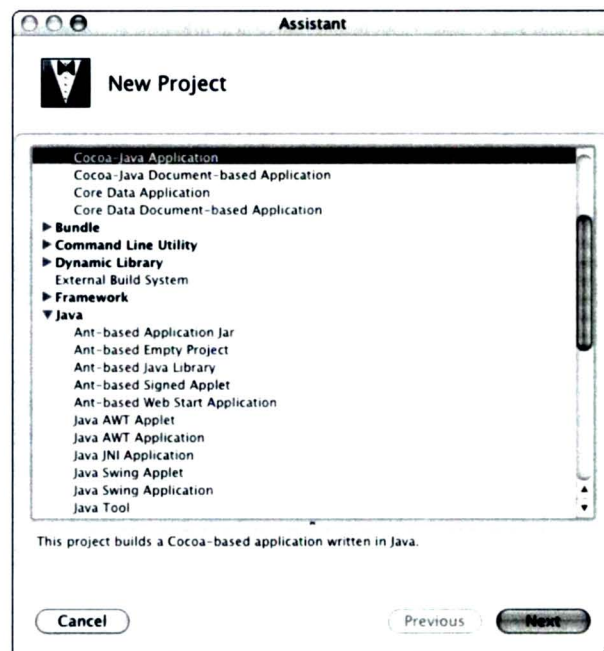 Assistant
New Project
Cocoa-Java Application
Cocoa-Java Document-based Application
Core Data Application
Core Data Document-based Application
Bundle
Command Line Utility
Dynamic Library
External Build System
Framework
Java
Ant-based Application Jar
Ant-based Empty Project
Ant-based Java Library
Ant-based Signed Applet
Ant-based Web Start Application
Java AWT Applet
Java AWT Application
Java JNI Application
Java Swing Applet
Java Swing Application
Java Tool
This project builds a Cocoa-based application written in Java.
Cancel
Previous
Next